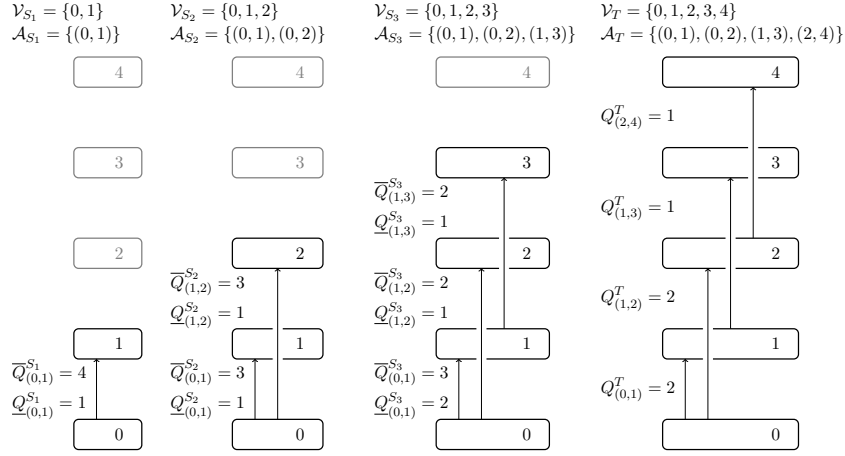 𝒱_{S_1} = {0, 1}
𝒜_{S_1} = {(0, 1)}
4
3
2
1
\overline{Q}^{S_1}_{(0,1)} = 4
\underline{Q}^{S_1}_{(0,1)} = 1
0
𝒱_{S_2} = {0, 1, 2}
𝒜_{S_2} = {(0, 1), (0, 2)}
4
3
2
\overline{Q}^{S_2}_{(1,2)} = 3
\underline{Q}^{S_2}_{(1,2)} = 1
1
\overline{Q}^{S_2}_{(0,1)} = 3
\underline{Q}^{S_2}_{(0,1)} = 1
0
𝒱_{S_3} = {0, 1, 2, 3}
𝒜_{S_3} = {(0, 1), (0, 2), (1, 3)}
4
3
\overline{Q}^{S_3}_{(1,3)} = 2
\underline{Q}^{S_3}_{(1,3)} = 1
2
\overline{Q}^{S_3}_{(1,2)} = 2
\underline{Q}^{S_3}_{(1,2)} = 1
1
\overline{Q}^{S_3}_{(0,1)} = 3
\underline{Q}^{S_3}_{(0,1)} = 2
0
𝒱_T = {0, 1, 2, 3, 4}
𝒜_T = {(0, 1), (0, 2), (1, 3), (2, 4)}
4
Q^T_{(2,4)} = 1
3
Q^T_{(1,3)} = 1
2
Q^T_{(1,2)} = 2
1
Q^T_{(0,1)} = 2
0